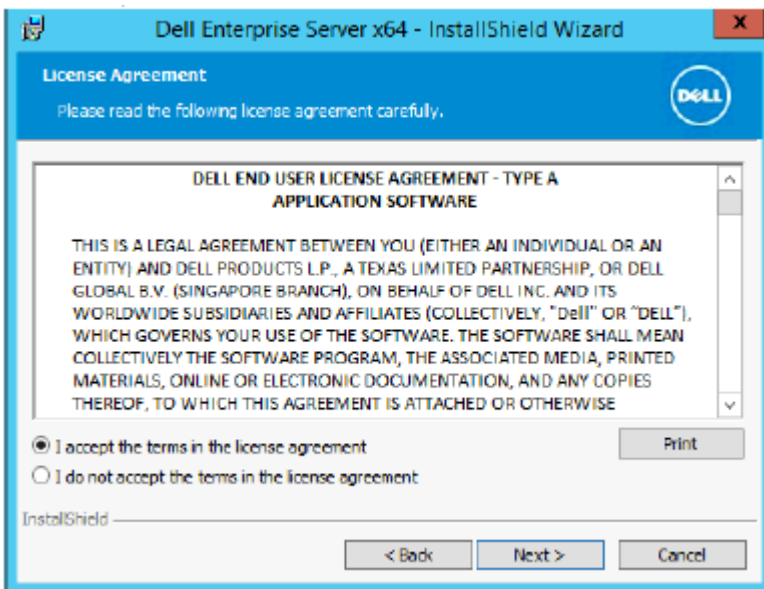 Dell Enterprise Server x64 - InstallShield Wizard
X
License Agreement
Please read the following license agreement carefully.
DELL
DELL END USER LICENSE AGREEMENT - TYPE A
APPLICATION SOFTWARE
THIS IS A LEGAL AGREEMENT BETWEEN YOU (EITHER AN INDIVIDUAL OR AN
ENTITY) AND DELL PRODUCTS L.P., A TEXAS LIMITED PARTNERSHIP, OR DELL
GLOBAL B.V. (SINGAPORE BRANCH), ON BEHALF OF DELL INC. AND ITS
WORLDWIDE SUBSIDIARIES AND AFFILIATES (COLLECTIVELY, "Dell" OR "DELL"),
WHICH GOVERNS YOUR USE OF THE SOFTWARE. THE SOFTWARE SHALL MEAN
COLLECTIVELY THE SOFTWARE PROGRAM, THE ASSOCIATED MEDIA, PRINTED
MATERIALS, ONLINE OR ELECTRONIC DOCUMENTATION, AND ANY COPIES
THEREOF, TO WHICH THIS AGREEMENT IS ATTACHED OR OTHERWISE
I accept the terms in the license agreement
Print
I do not accept the terms in the license agreement
InstallShield
< Back
Next >
Cancel